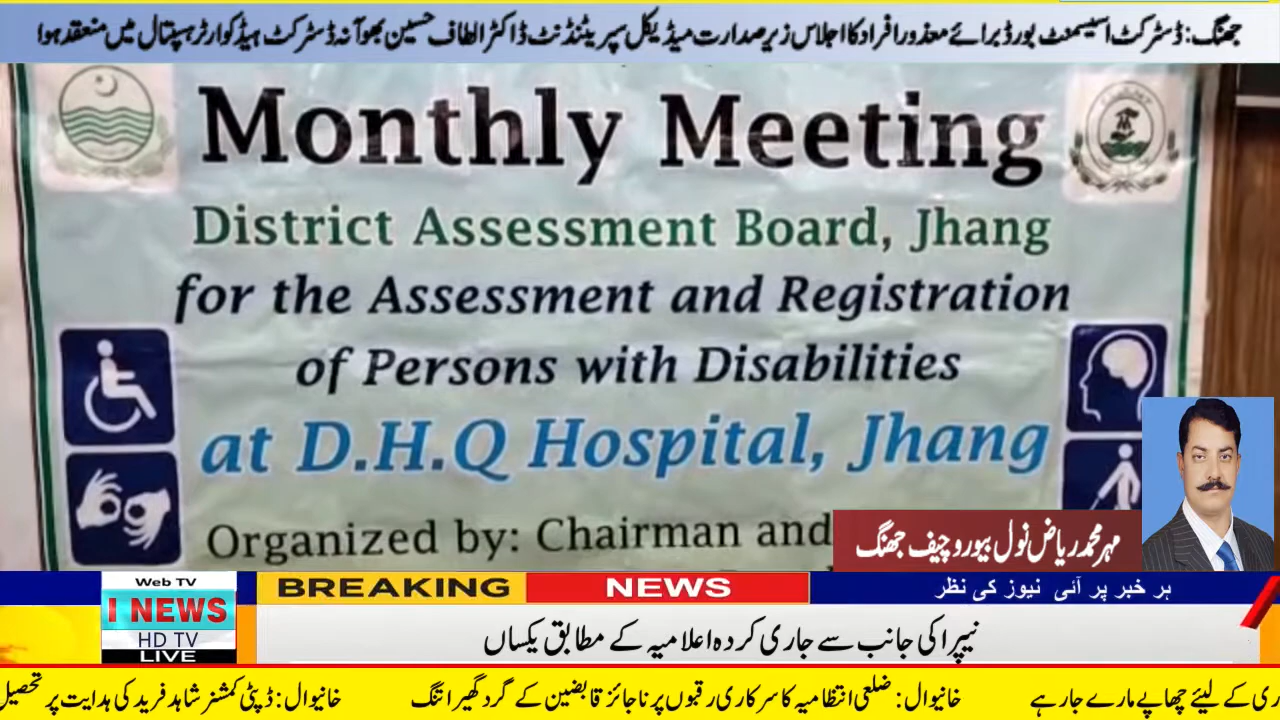 جھنگ: ڈسٹرکٹ اسیسمنٹ بورڈ برائے معذور افراد کا اجلاس زیر صدارت میڈیکل سپریٹنڈنٹ ڈاکٹر الطاف حسین بھوآنہ ڈسٹرکٹ ہیڈ کوارٹر ہسپتال میں منعقد ہوا
Monthly Meeting
District Assessment Board, Jhang
for the Assessment and Registration
of Persons with Disabilities
at D.H.Q Hospital, Jhang
Organized by: Chairman and
مہر محمد ریاض نول بیورو چیف جھنگ
Web TV
I NEWS
HD TV
LIVE
BREAKING NEWS
ہر خبر پر آئی نیوز کی نظر
نیپرا کی جانب سے جاری کردہ اعلامیہ کے مطابق یکساں
ری کے لیئے چھاپے مارے جا رہے خانیوال: ضلعی انتظامیہ کا سرکاری رقبوں پر ناجائز قابضین کے گرد گھیرا تنگ خانیوال: ڈپٹی کمشنر شاہد فرید کی ہدایت پر تحصیل